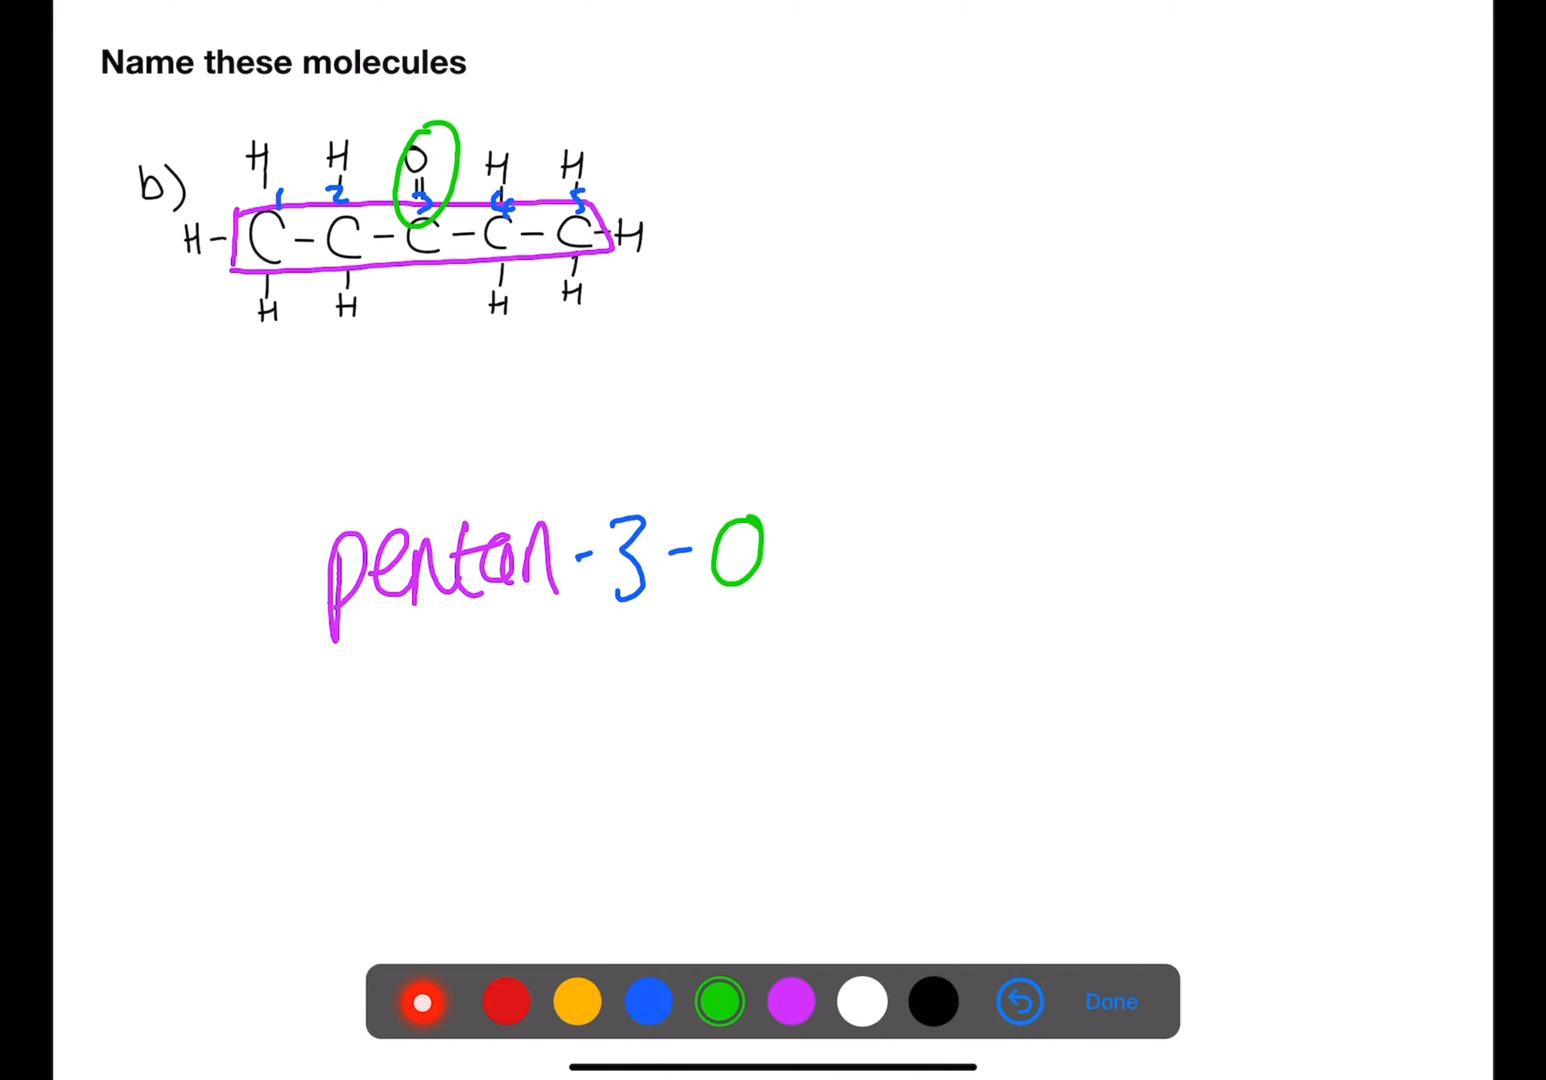 Name these molecules
b)
H H O H H
1 2 3 4 5
H - C - C - C - C - C - H
H H H H
pentan - 3 - O
Done